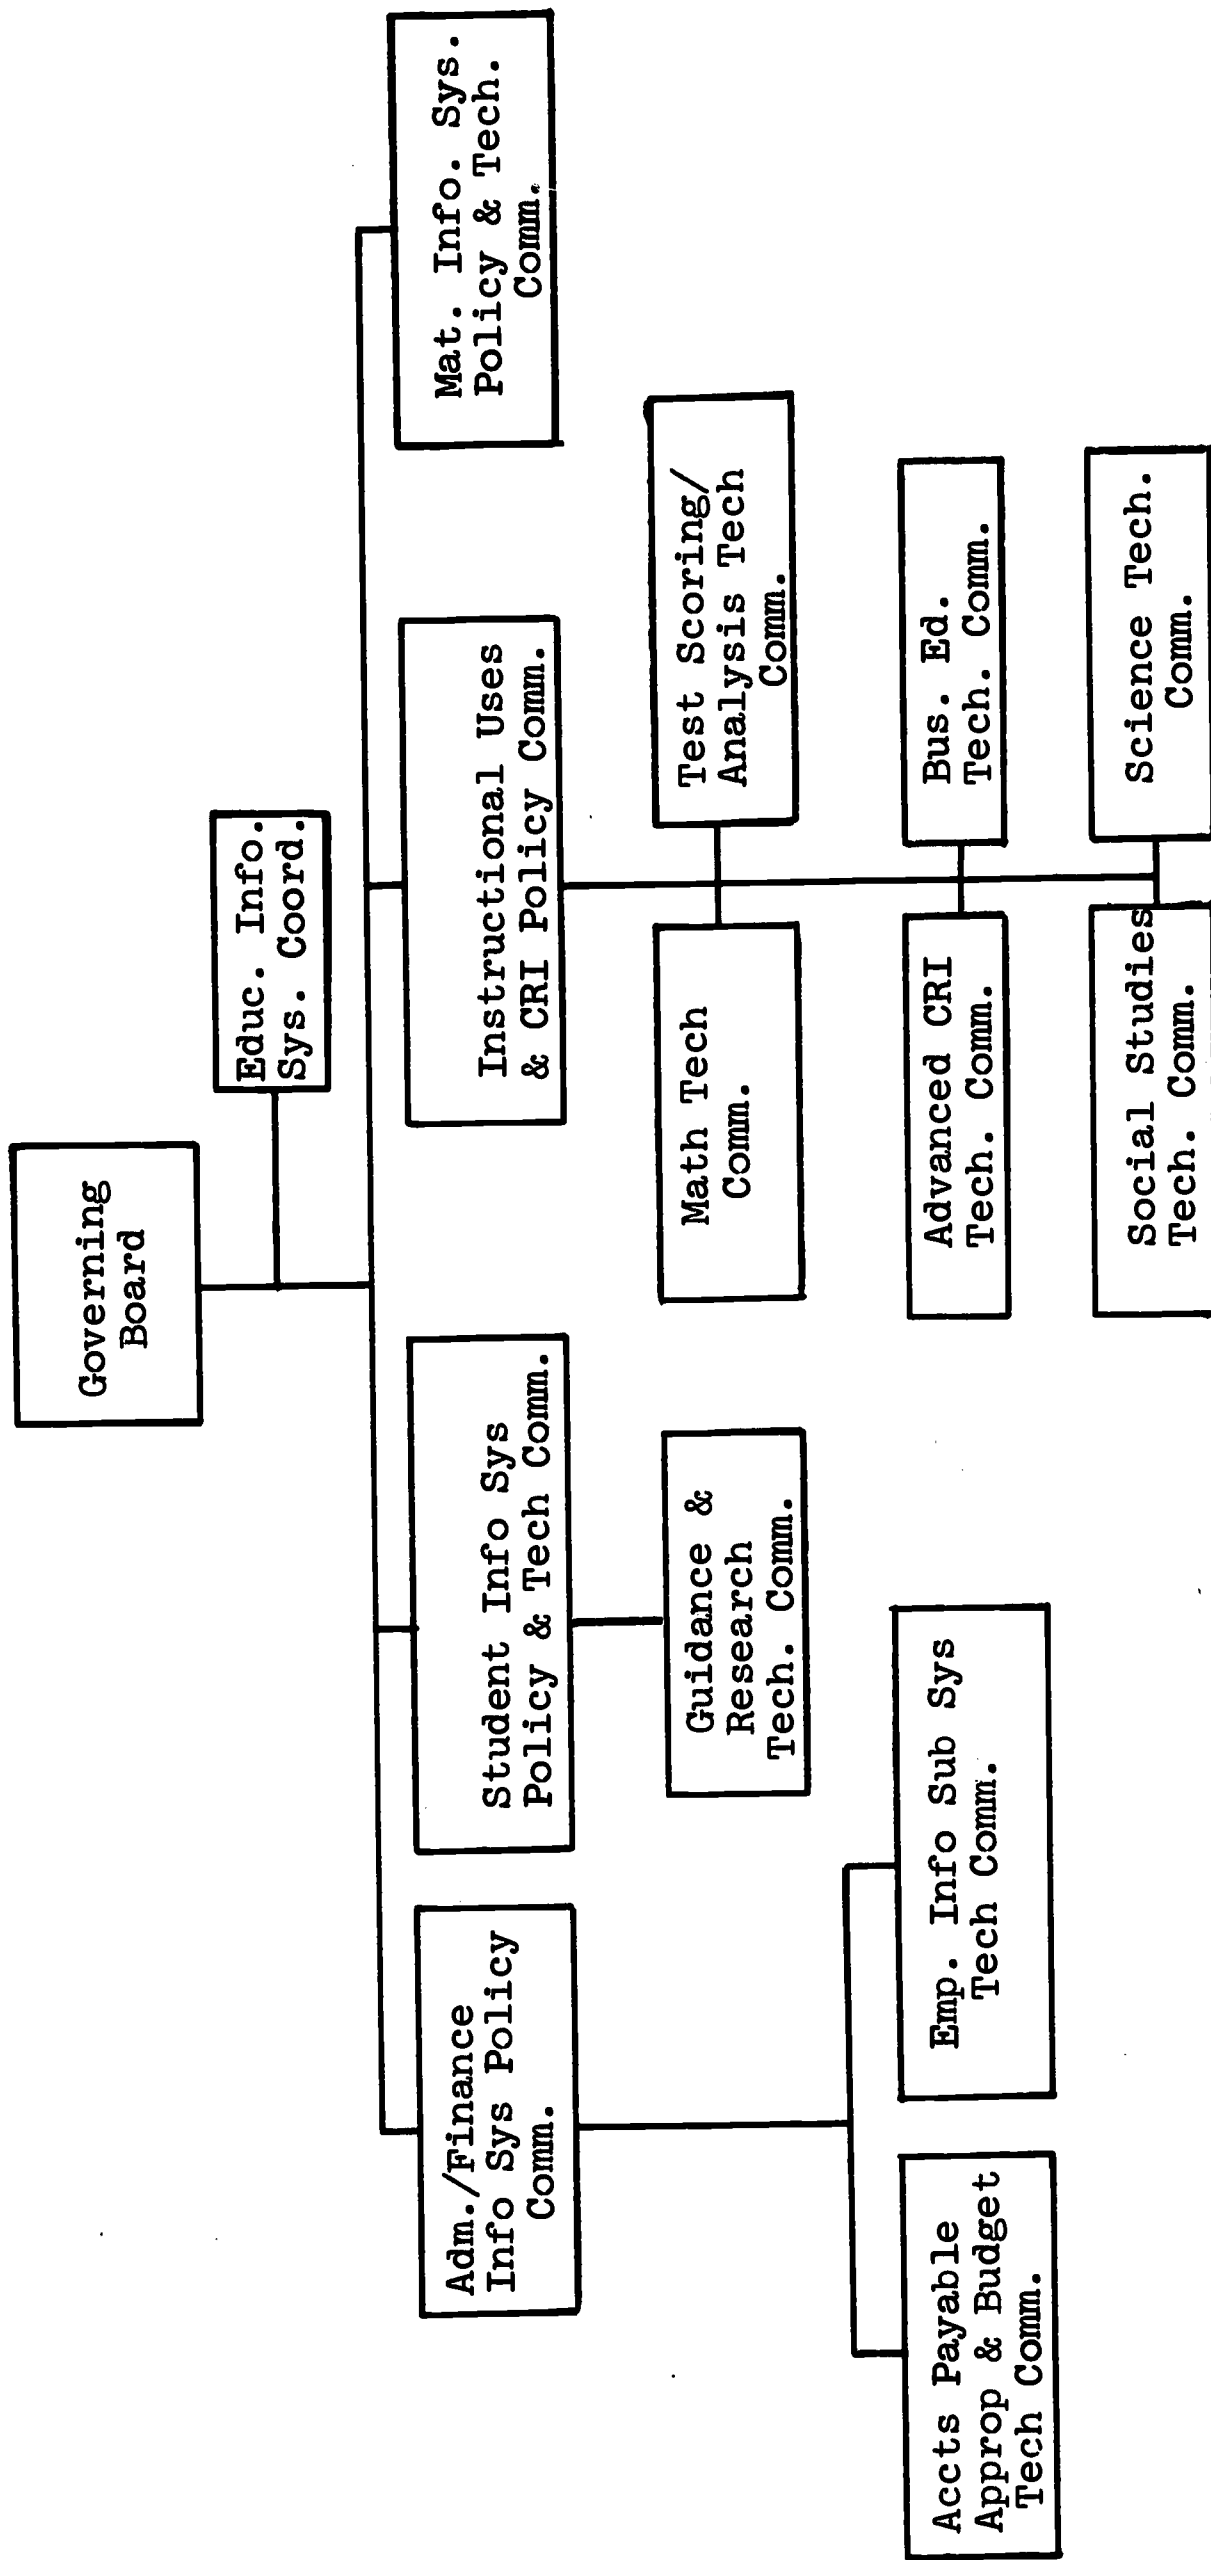 Governing
Board
Educ. Info.
Sys. Coord.
Adm./Finance
Info Sys Policy
Comm.
Student Info Sys
Policy & Tech Comm.
Instructional Uses
& CRI Policy Comm.
Mat. Info. Sys.
Policy & Tech.
Comm.
Guidance &
Research
Tech. Comm.
Math Tech
Comm.
Test Scoring/
Analysis Tech
Comm.
Accts Payable
Approp & Budget
Tech Comm.
Emp. Info Sub Sys
Tech Comm.
Advanced CRI
Tech. Comm.
Bus. Ed.
Tech. Comm.
Social Studies
Tech. Comm.
Science Tech.
Comm.